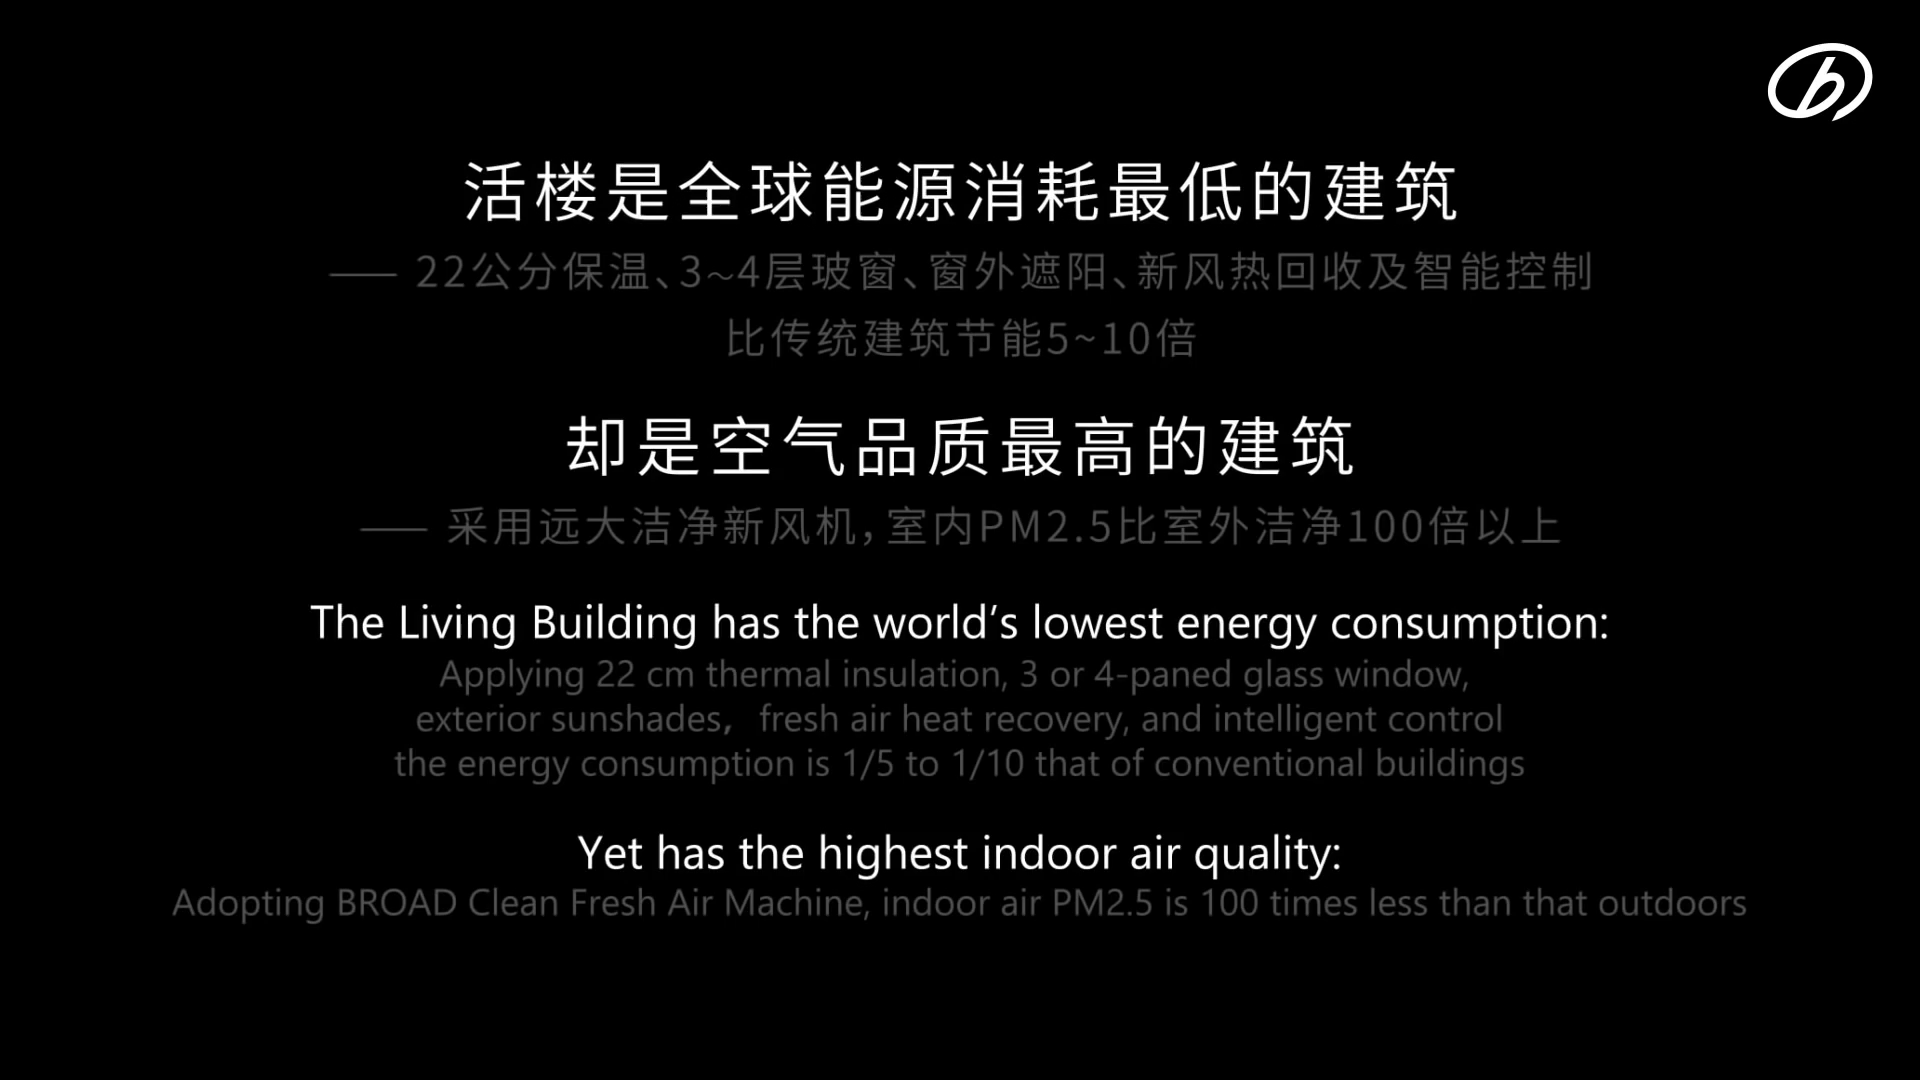 活楼是全球能源消耗最低的建筑
—— 22公分保温、3~4层玻窗、窗外遮阳、新风热回收及智能控制
比传统建筑节能5~10倍
却是空气品质最高的建筑
—— 采用远大洁净新风机，室内PM2.5比室外洁净100倍以上
The Living Building has the world’s lowest energy consumption:
Applying 22 cm thermal insulation, 3 or 4-paned glass window,
exterior sunshades，fresh air heat recovery, and intelligent control
the energy consumption is 1/5 to 1/10 that of conventional buildings
Yet has the highest indoor air quality:
Adopting BROAD Clean Fresh Air Machine, indoor air PM2.5 is 100 times less than that outdoors